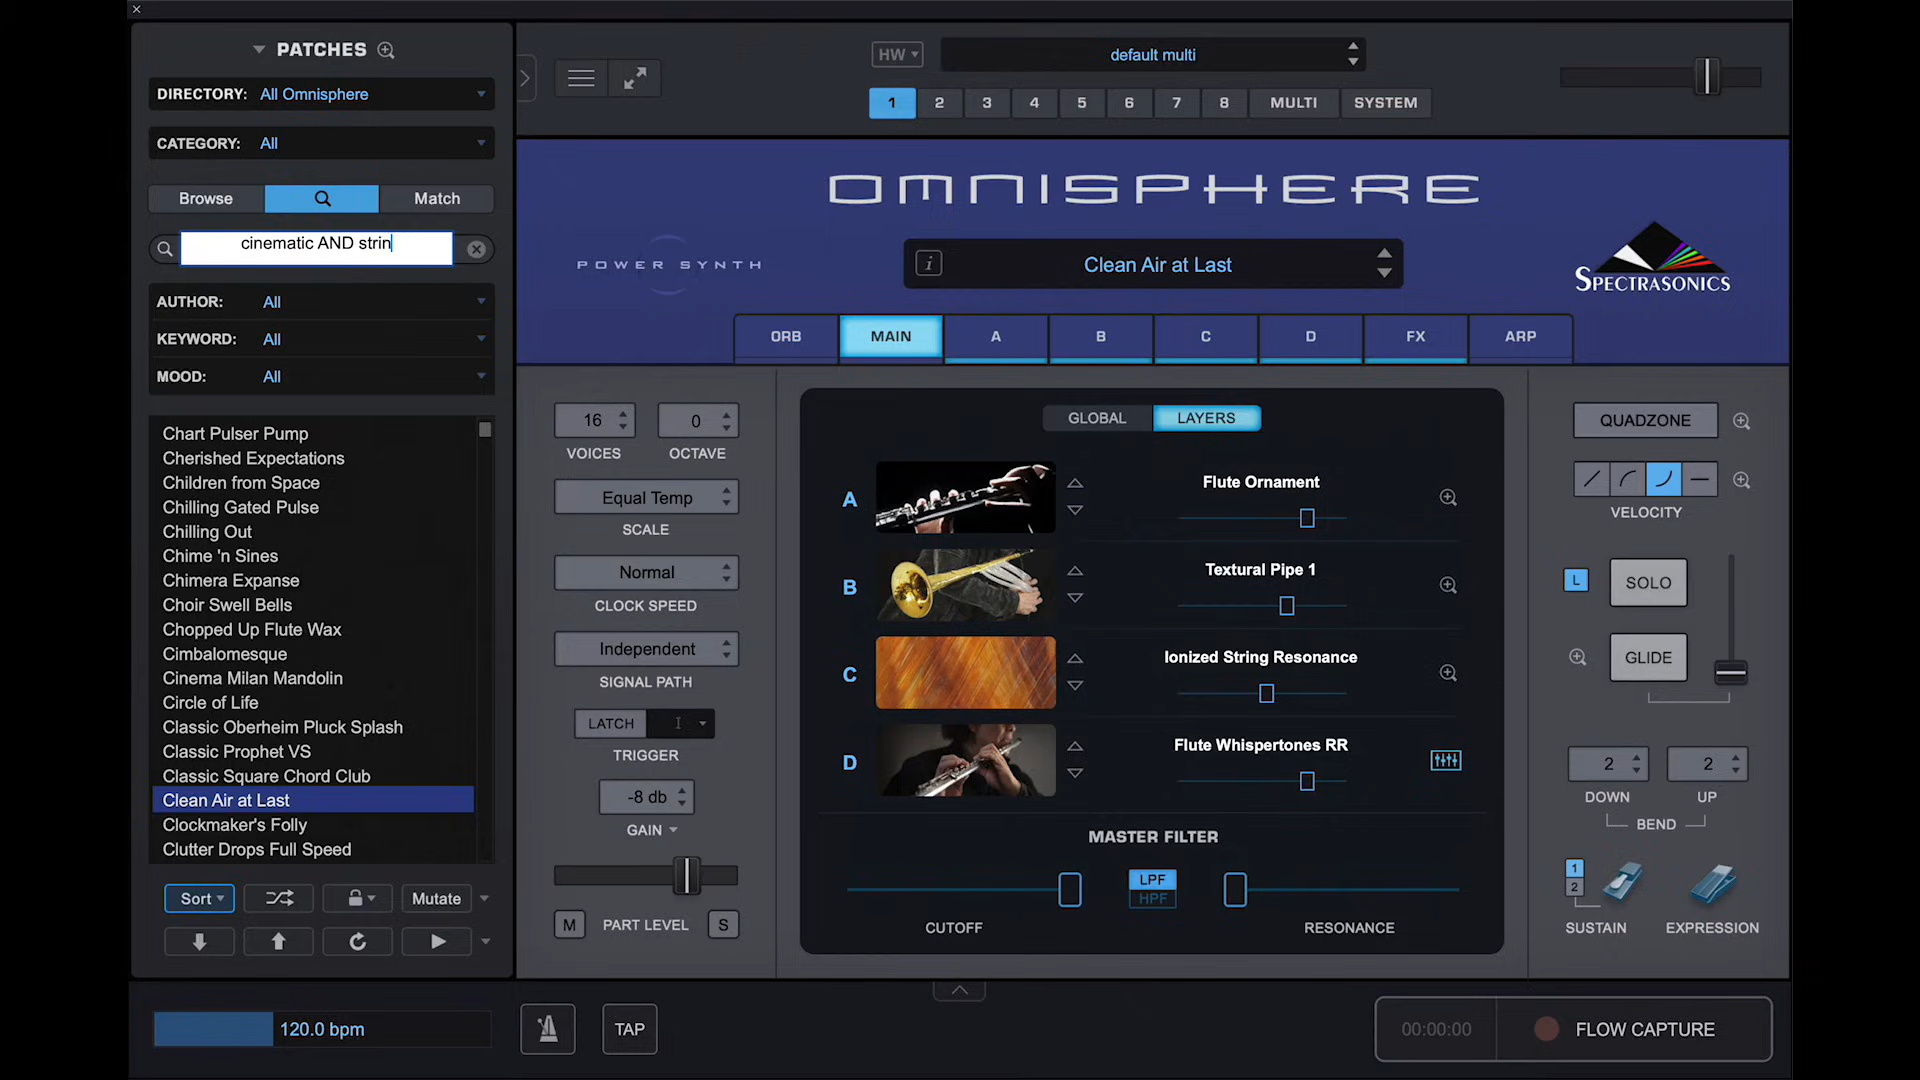 PATCHES
DIRECTORY: All Omnisphere
CATEGORY: All
Browse Match
cinematic AND strin
AUTHOR: All
KEYWORD: All
MOOD: All
Chart Pulser Pump
Cherished Expectations
Children from Space
Chilling Gated Pulse
Chilling Out
Chime 'n Sines
Chimera Expanse
Choir Swell Bells
Chopped Up Flute Wax
Cimbalomesque
Cinema Milan Mandolin
Circle of Life
Classic Oberheim Pluck Splash
Classic Prophet VS
Classic Square Chord Club
Clean Air at Last
Clockmaker's Folly
Clutter Drops Full Speed
Sort Mutate
120.0 bpm
TAP
HW default multi
1 2 3 4 5 6 7 8 MULTI SYSTEM
OMNISPHERE
POWER SYNTH
i Clean Air at Last
SPECTRASONICS
ORB MAIN A B C D FX ARP
16 0
VOICES OCTAVE
Equal Temp
SCALE
Normal
CLOCK SPEED
Independent
SIGNAL PATH
LATCH
TRIGGER
-8 db
GAIN
M PART LEVEL S
GLOBAL LAYERS
A Flute Ornament
B Textural Pipe 1
C Ionized String Resonance
D Flute Whispertones RR
MASTER FILTER
LPF
HPF
CUTOFF RESONANCE
QUADZONE
VELOCITY
L SOLO
GLIDE
2 2
DOWN UP
BEND
1
2
SUSTAIN EXPRESSION
00:00:00 FLOW CAPTURE